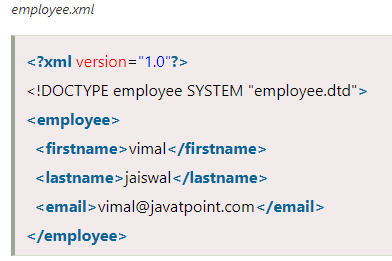 employee.xml
<?xml version="1.0"?>
<!DOCTYPE employee SYSTEM "employee.dtd">
<employee>
<firstname>vimal</firstname>
<lastname>jaiswal</lastname>
<email>vimal@javatpoint.com</email>
</employee>